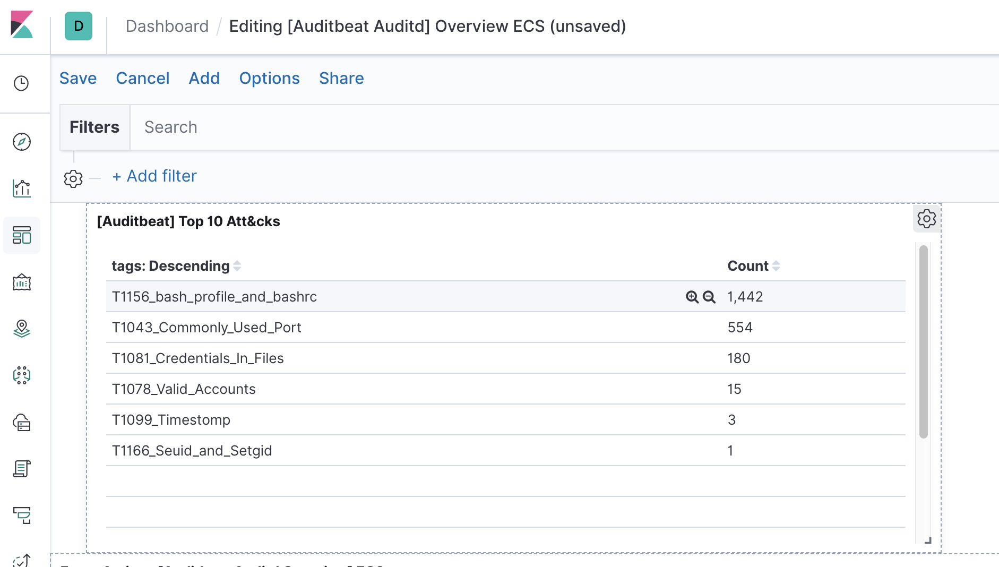 D
Dashboard / Editing [Auditbeat Auditd] Overview ECS (unsaved)
Save Cancel Add Options Share
Filters Search
+ Add filter
[Auditbeat] Top 10 Att&cks
tags: Descending Count
T1156_bash_profile_and_bashrc 1,442
T1043_Commonly_Used_Port 554
T1081_Credentials_In_Files 180
T1078_Valid_Accounts 15
T1099_Timestomp 3
T1166_Seuid_and_Setgid 1